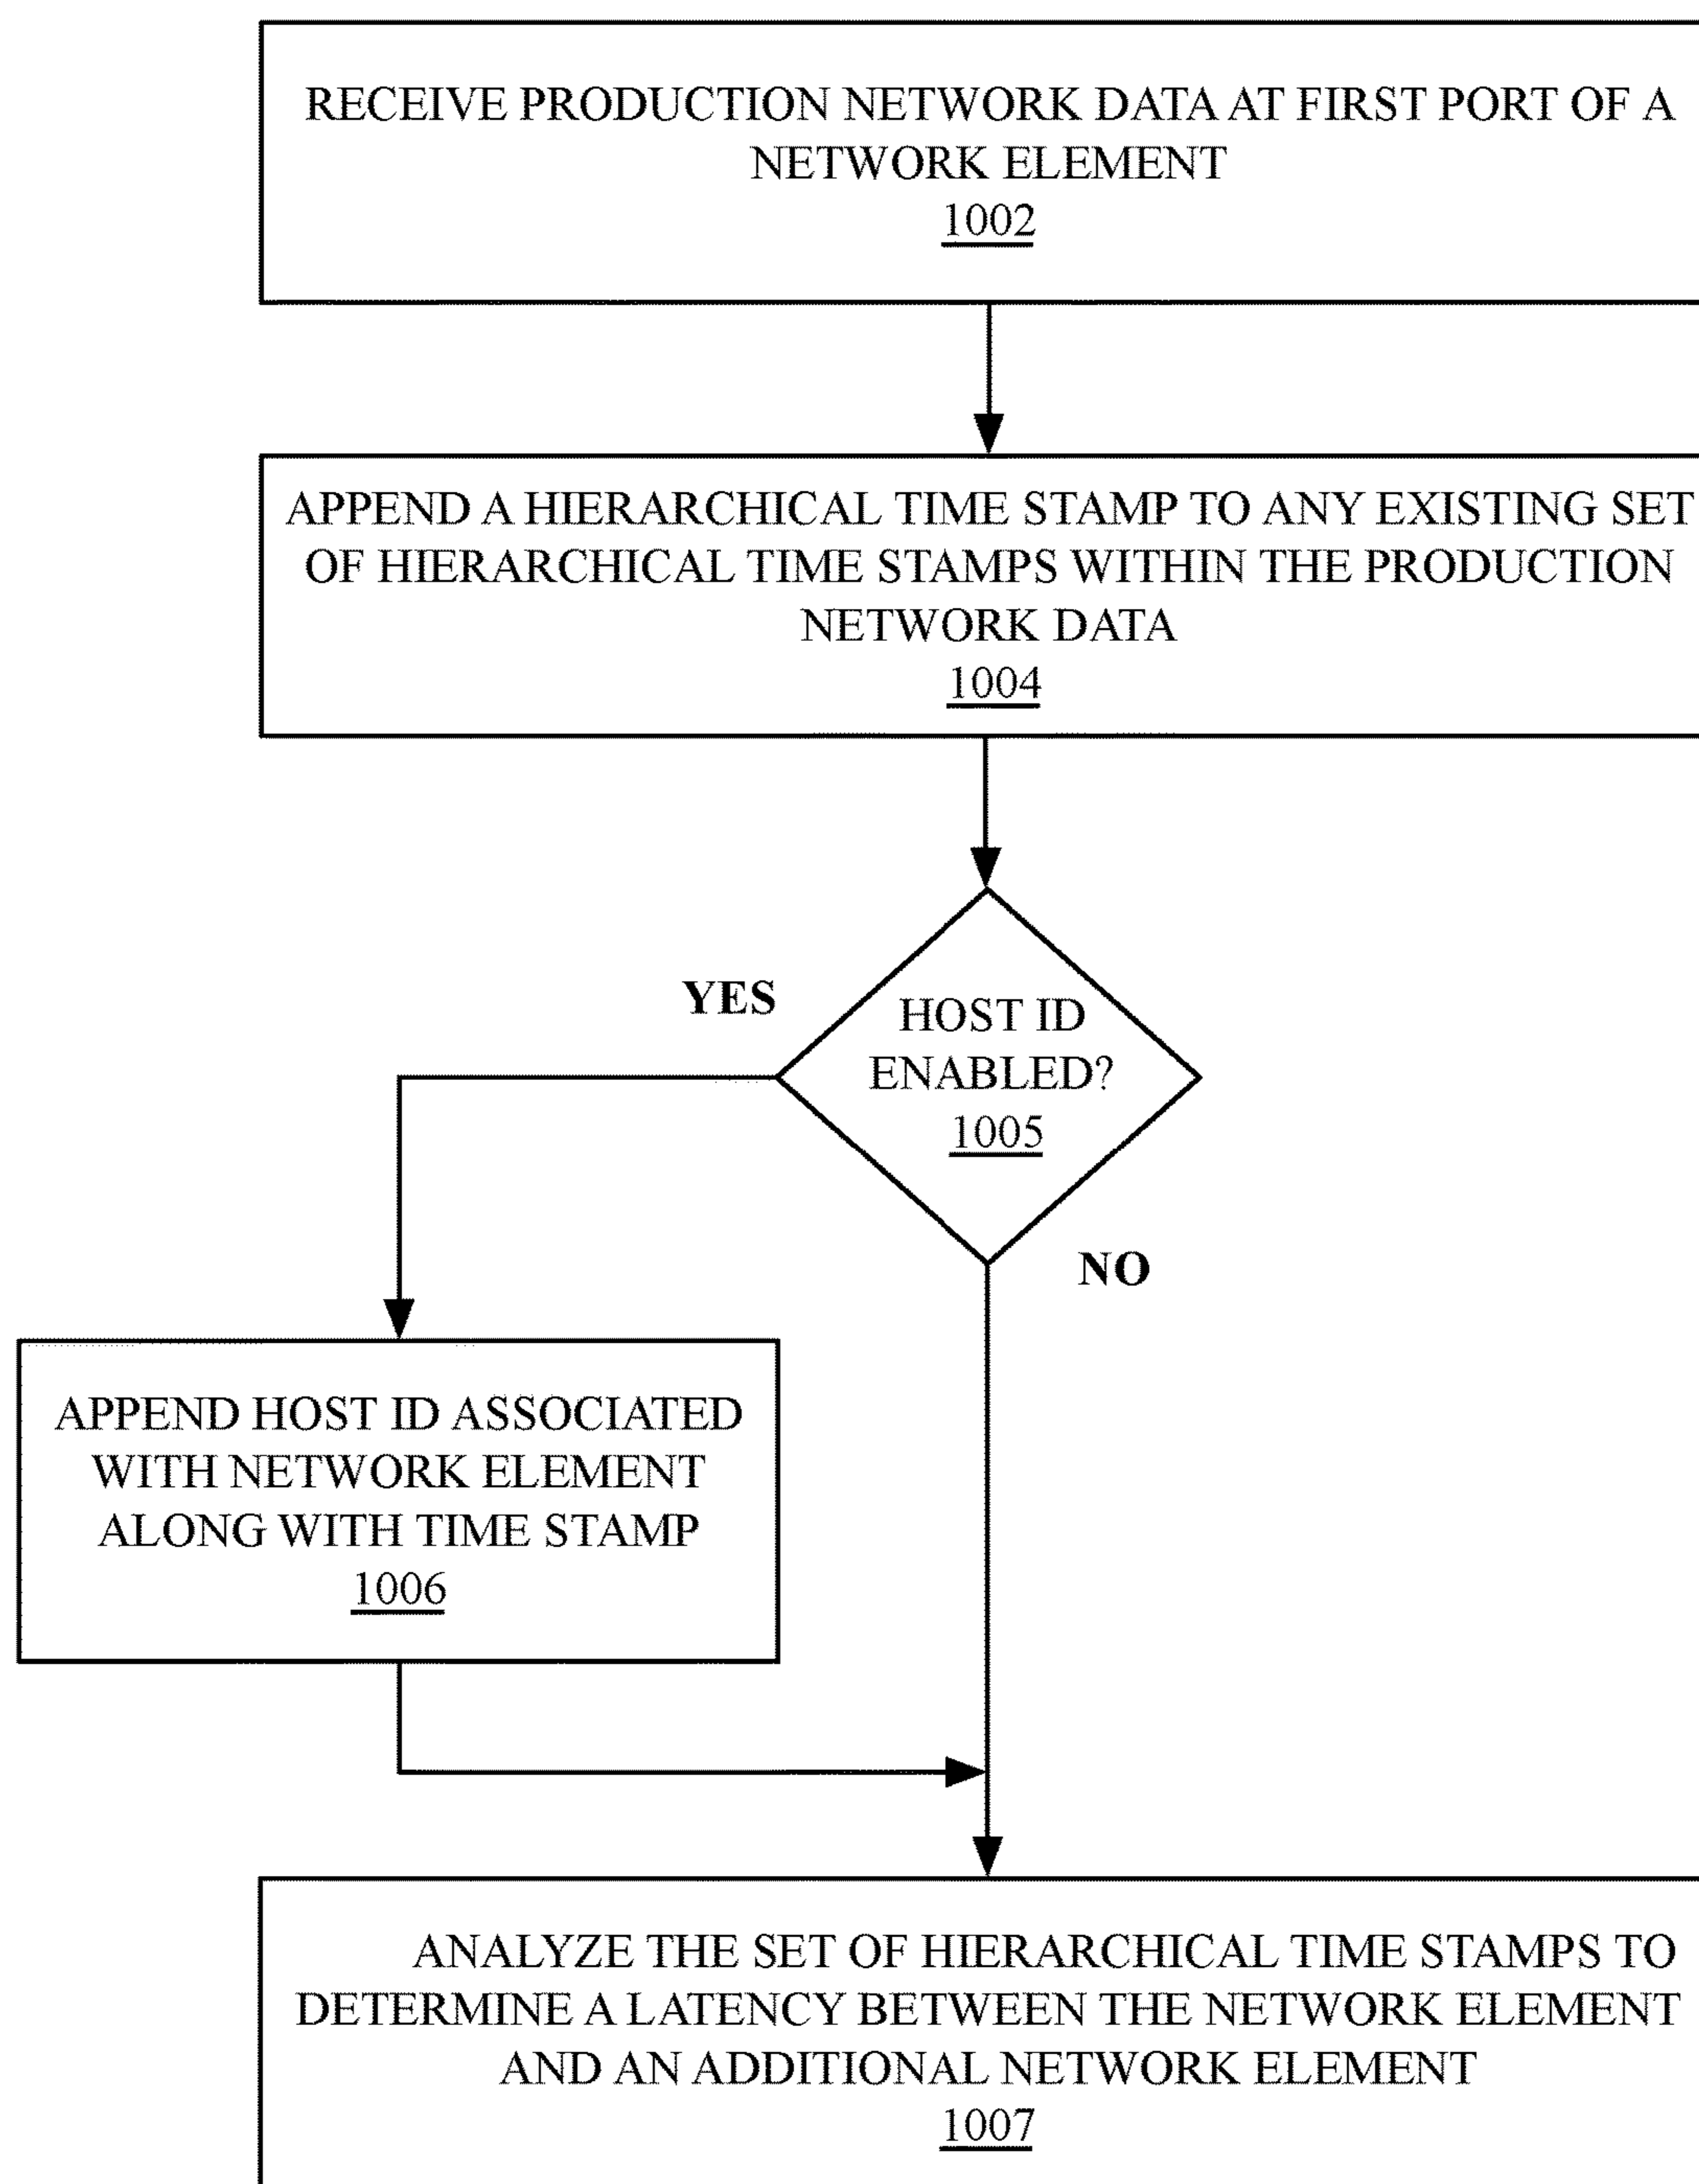 RECEIVE PRODUCTION NETWORK DATA AT FIRST PORT OF A
NETWORK ELEMENT
1002
APPEND A HIERARCHICAL TIME STAMP TO ANY EXISTING SET
OF HIERARCHICAL TIME STAMPS WITHIN THE PRODUCTION
NETWORK DATA
1004
YES
HOST ID
ENABLED?
1005
NO
APPEND HOST ID ASSOCIATED
WITH NETWORK ELEMENT
ALONG WITH TIME STAMP
1006
ANALYZE THE SET OF HIERARCHICAL TIME STAMPS TO
DETERMINE A LATENCY BETWEEN THE NETWORK ELEMENT
AND AN ADDITIONAL NETWORK ELEMENT
1007